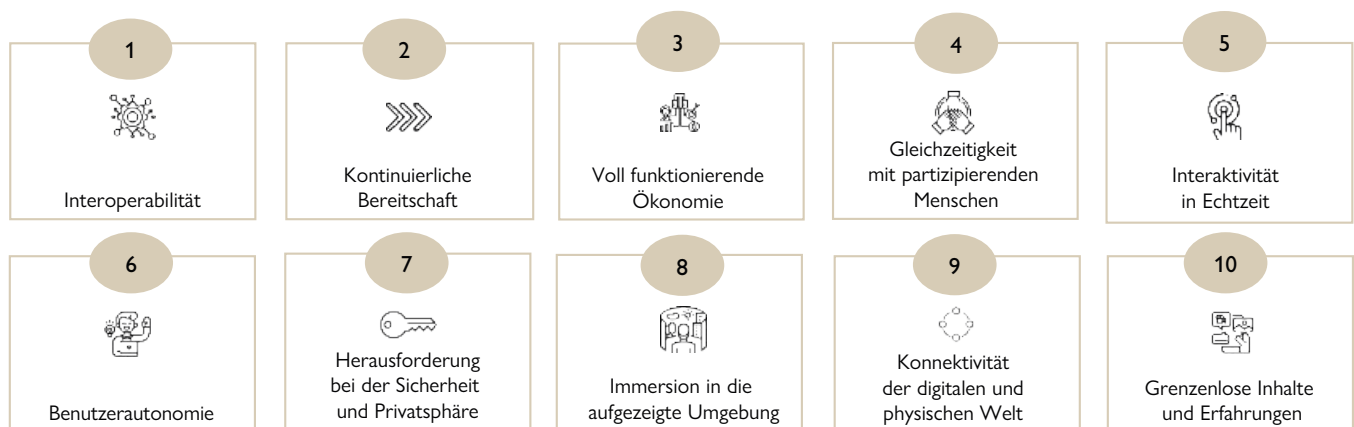 1
Interoperabilität
2
Kontinuierliche
Bereitschaft
3
Voll funktionierende
Ökonomie
4
Gleichzeitigkeit
mit partizipierenden
Menschen
5
Interaktivität
in Echtzeit
6
Benutzerautonomie
7
Herausforderung
bei der Sicherheit
und Privatsphäre
8
Immersion in die
aufgezeigte Umgebung
9
Konnektivität
der digitalen und
physischen Welt
10
Grenzenlose Inhalte
und Erfahrungen